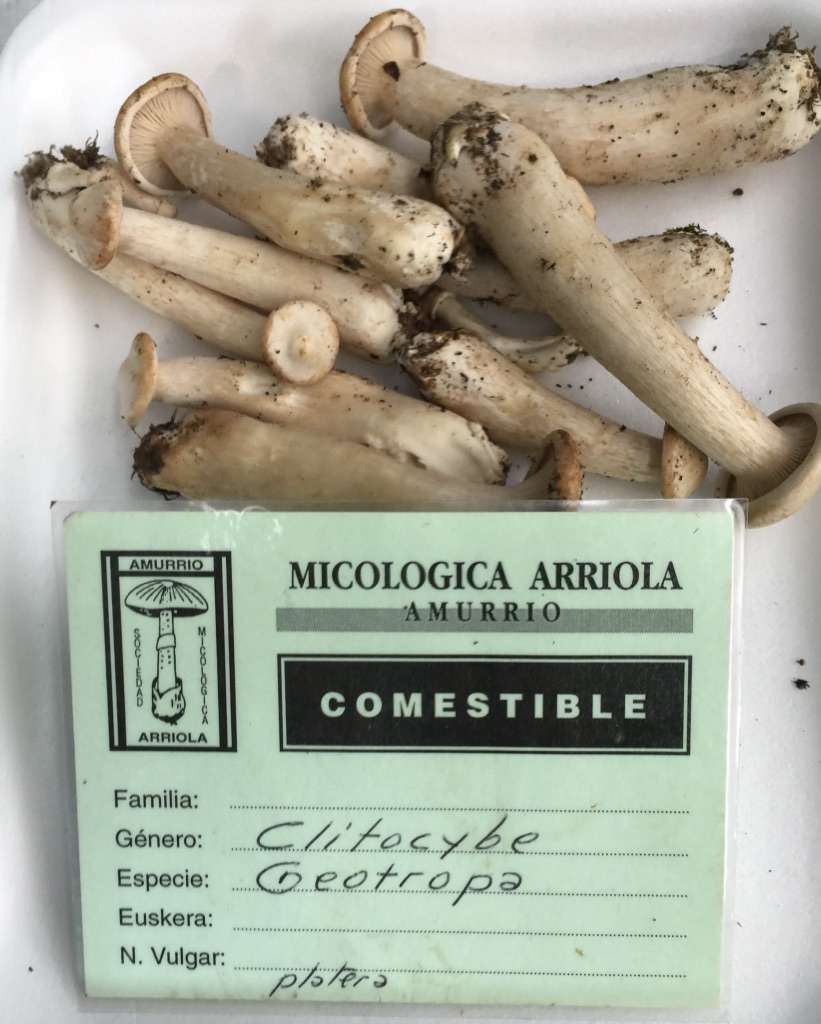 AMURRIO
SOCIEDAD
MICOLOGICA
ARRIOLA
MICOLOGICA ARRIOLA
AMURRIO
COMESTIBLE
Familia:
Género: Clitocybe
Especie: Geotropa
Euskera:
N. Vulgar: platera